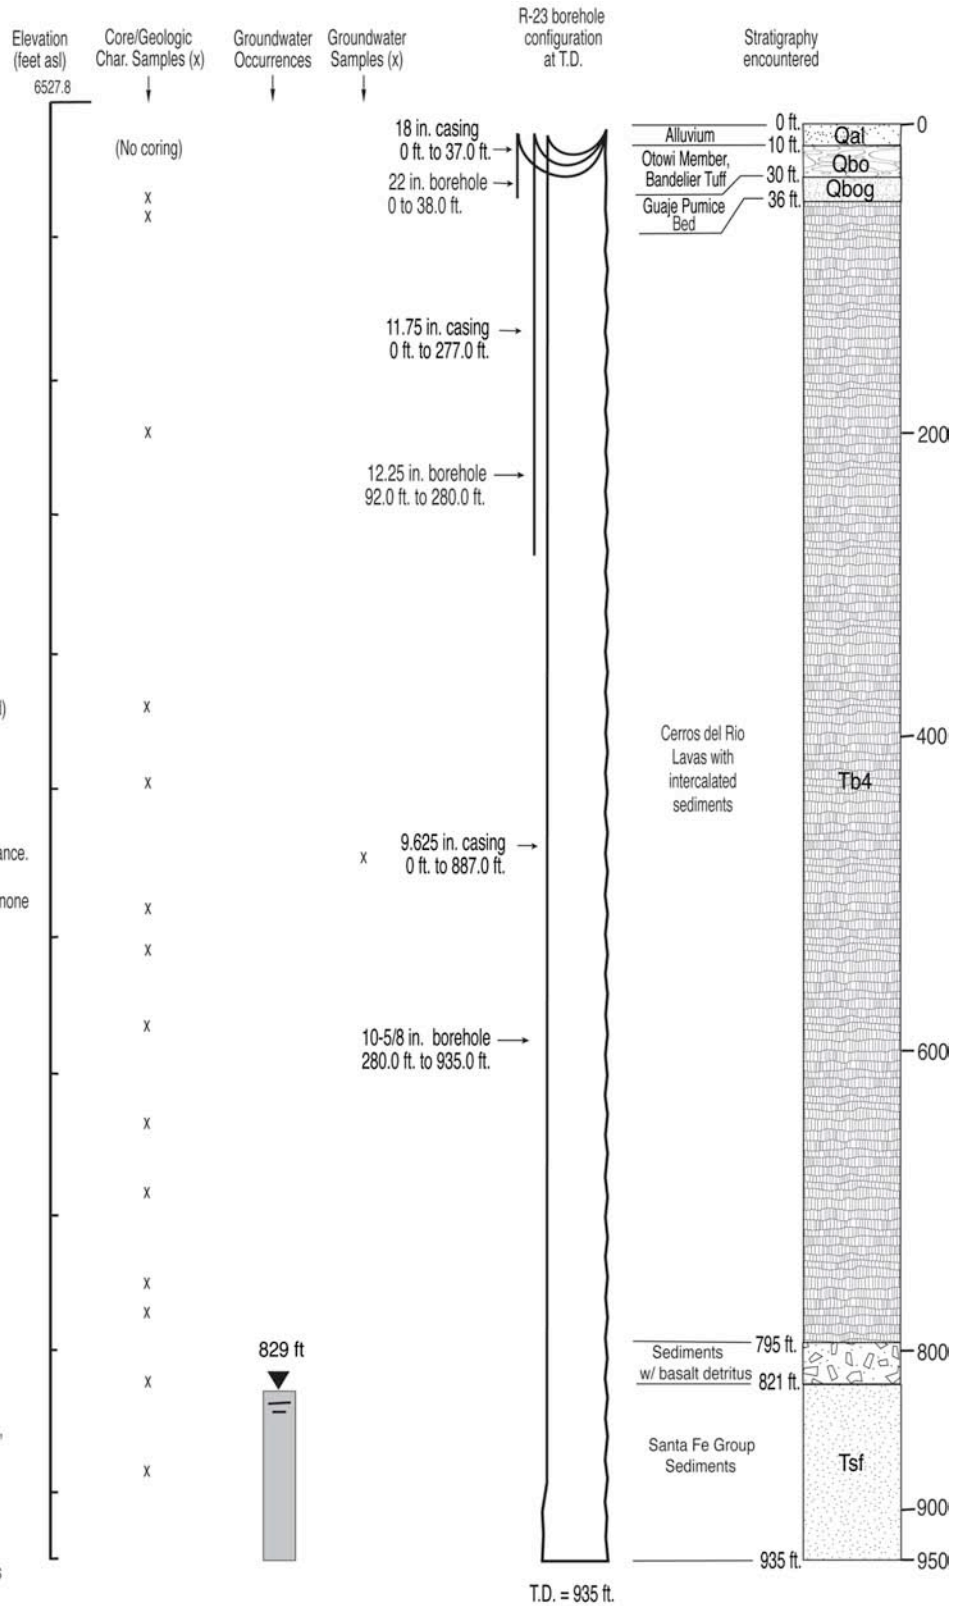 Elevation
(feet asl)
6527.8
Core/Geologic
Char. Samples (x)
Groundwater
Occurrences
Groundwater
Samples (x)
R-23 borehole
configuration
at T.D.
Stratigraphy
encountered
(No coring)
x
x
x
x
x
x
x
x
x
x
x
x
x
x
829 ft
x
18 in. casing
0 ft. to 37.0 ft.
22 in. borehole
0 to 38.0 ft.
11.75 in. casing
0 ft. to 277.0 ft.
12.25 in. borehole
92.0 ft. to 280.0 ft.
9.625 in. casing
0 ft. to 887.0 ft.
10-5/8 in. borehole
280.0 ft. to 935.0 ft.
T.D. = 935 ft.
0 ft.
Alluvium
10 ft.
Otowi Member,
Bandelier Tuff
30 ft.
Guaje Pumice
Bed
36 ft.
Cerros del Rio
Lavas with
intercalated
sediments
795 ft.
Sediments
w/ basalt detritus
821 ft.
Santa Fe Group
Sediments
935 ft.
Qal
Qbo
Qbog
Tb4
Tsf
0
200
400
600
800
900
950
ance.
none